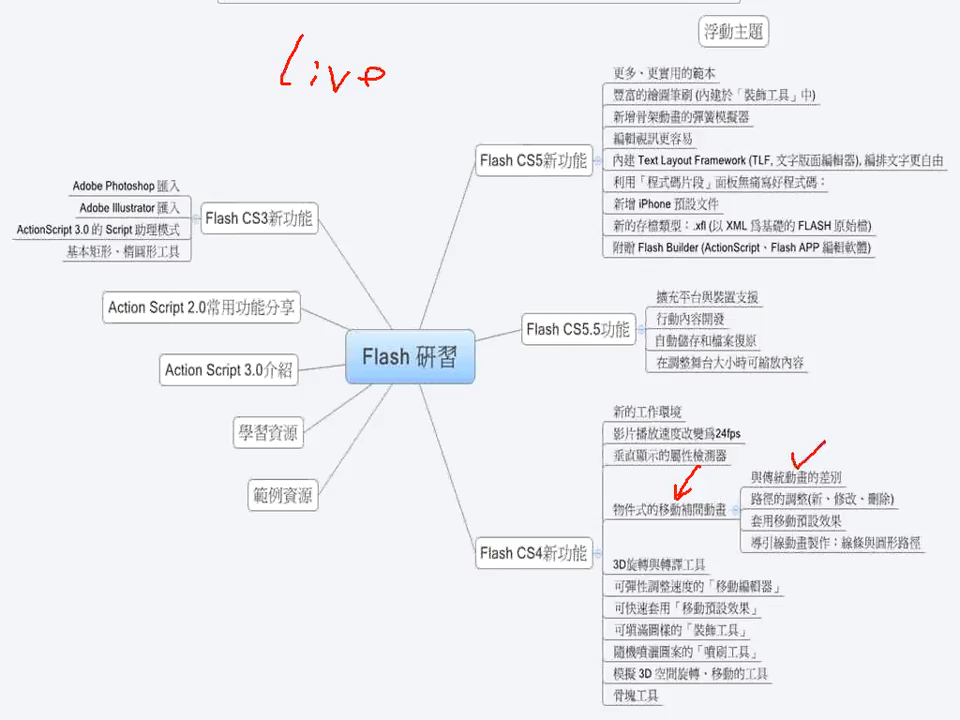 live
浮動主題
Flash 研習
Flash CS3新功能
Adobe Photoshop 匯入
Adobe Illustrator 匯入
ActionScript 3.0 的 Script 助理模式
基本矩形、橢圓形工具
Action Script 2.0常用功能分享
Action Script 3.0介紹
學習資源
範例資源
Flash CS5新功能
更多、更實用的範本
豐富的繪圖筆刷 (內建於「裝飾工具」中)
新增骨架動畫的彈簧模擬器
編輯視訊更容易
內建 Text Layout Framework (TLF, 文字版面編輯器), 編排文字更自由
利用「程式碼片段」面板無痛寫好程式碼：
新增 iPhone 預設文件
新的存檔類型：.xfl (以 XML 為基礎的 FLASH 原始檔)
附贈 Flash Builder (ActionScript、Flash APP 編輯軟體)
Flash CS5.5功能
擴充平台與裝置支援
行動內容開發
自動儲存和檔案復原
在調整舞台大小時可縮放內容
Flash CS4新功能
新的工作環境
影片播放速度改變為24fps
垂直顯示的屬性檢測器
物件式的移動補間動畫
與傳統動畫的差別
路徑的調整(新、修改、刪除)
套用移動預設效果
導引線動畫製作：線條與圖形路徑
3D旋轉與轉譯工具
可彈性調整速度的「移動編輯器」
可快速套用「移動預設效果」
可填滿圖樣的「裝飾工具」
隨機噴灑圖案的「噴刷工具」
模擬 3D 空間旋轉、移動的工具
骨塊工具